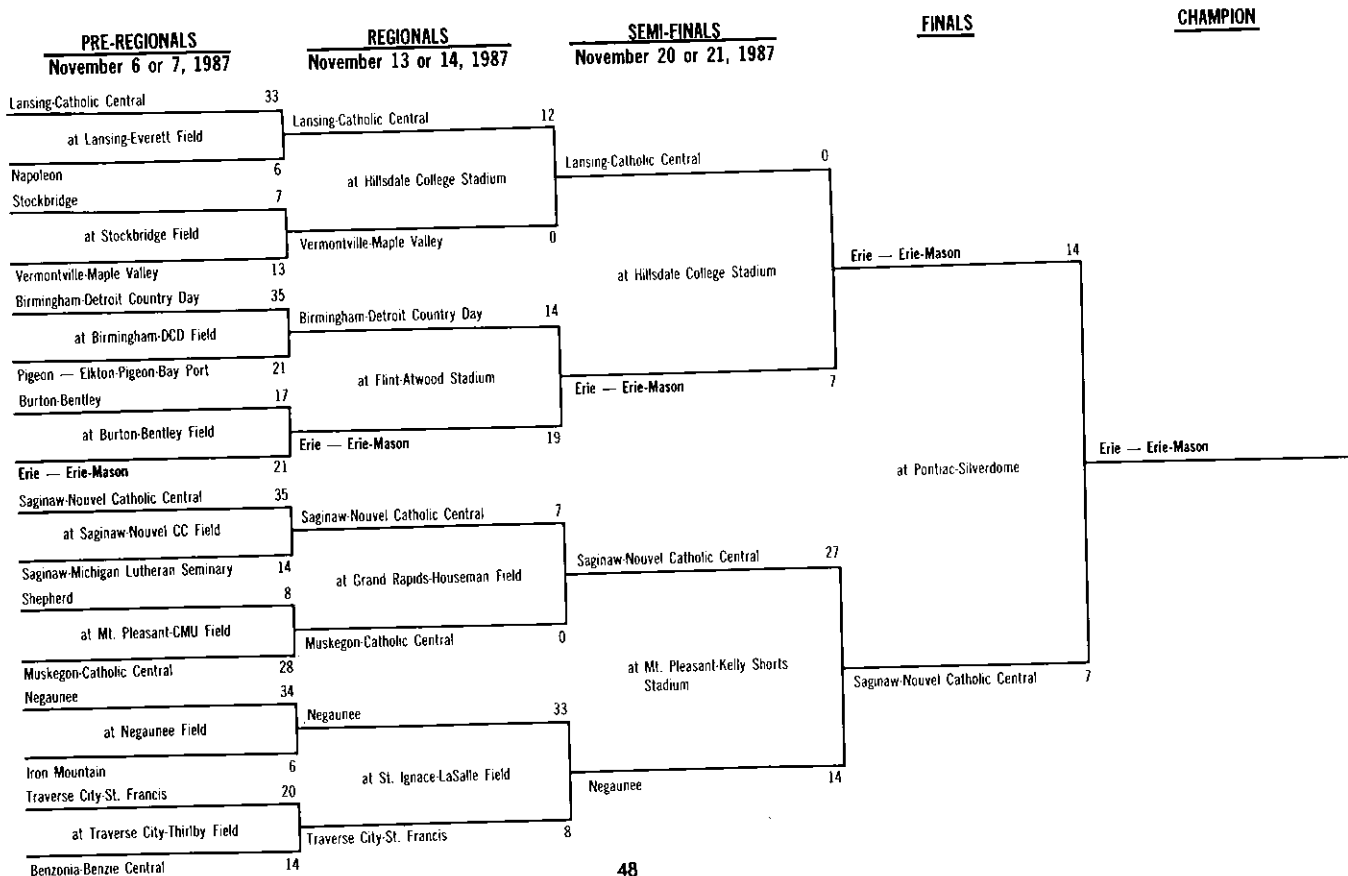 PRE-REGIONALS
November 6 or 7, 1987
REGIONALS
November 13 or 14, 1987
SEMI-FINALS
November 20 or 21, 1987
FINALS
CHAMPION
Lansing-Catholic Central 33
at Lansing-Everett Field
Napoleon 6
Stockbridge 7
at Stockbridge Field
Vermontville-Maple Valley 13
Birmingham-Detroit Country Day 35
at Birmingham-DCD Field
Pigeon — Elkton-Pigeon-Bay Port 21
Burton-Bentley 17
at Burton-Bentley Field
Erie — Erie-Mason 21
Saginaw-Nouvel Catholic Central 35
at Saginaw-Nouvel CC Field
Saginaw-Michigan Lutheran Seminary 14
Shepherd 8
at Mt. Pleasant-CMU Field
Muskegon-Catholic Central 28
Negaunee 34
at Negaunee Field
Iron Mountain 6
Traverse City-St. Francis 20
at Traverse City-Thirlby Field
Benzonia-Benzie Central 14
Lansing-Catholic Central 12
at Hillsdale College Stadium
Vermontville-Maple Valley 0
Birmingham-Detroit Country Day 14
at Flint-Atwood Stadium
Erie — Erie-Mason 19
Saginaw-Nouvel Catholic Central 7
at Grand Rapids-Houseman Field
Muskegon-Catholic Central 0
Negaunee 33
at St. Ignace-LaSalle Field
Traverse City-St. Francis 8
Lansing-Catholic Central 0
at Hillsdale College Stadium
Erie — Erie-Mason 7
Saginaw-Nouvel Catholic Central 27
at Mt. Pleasant-Kelly Shorts
Stadium
Negaunee 14
Erie — Erie-Mason 14
at Pontiac-Silverdome
Saginaw-Nouvel Catholic Central 7
Erie — Erie-Mason
48